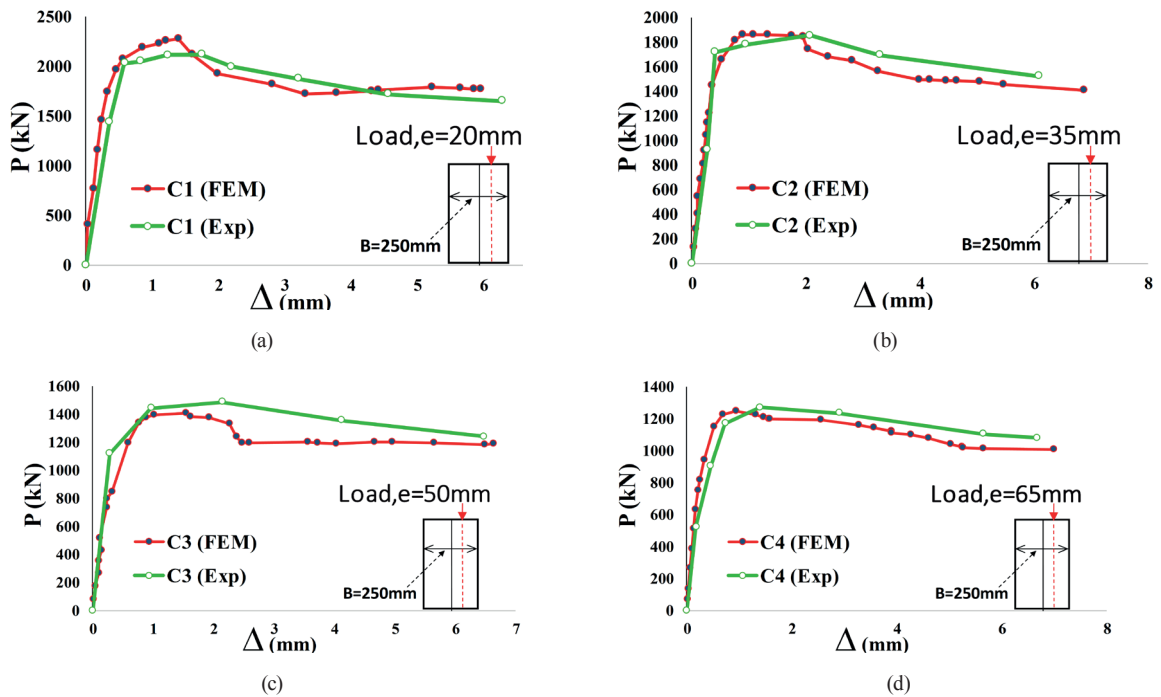 2500
2000
1500
1000
500
0
P (kN)
Load,e=20mm
C1 (FEM)
C1 (Exp)
B=250mm
0 1 2 3 4 5 6
Δ (mm)
(a)
2000
1800
1600
1400
1200
1000
800
600
400
200
0
P (kN)
Load,e=35mm
C2 (FEM)
C2 (Exp)
B=250mm
0 2 4 6 8
Δ (mm)
(b)
1600
1400
1200
1000
800
600
400
200
0
P (kN)
Load,e=50mm
C3 (FEM)
C3 (Exp)
B=250mm
0 1 2 3 4 5 6 7
Δ (mm)
(c)
1400
1200
1000
800
600
400
200
0
P (kN)
Load,e=65mm
C4 (FEM)
C4 (Exp)
B=250mm
0 2 4 6 8
Δ (mm)
(d)